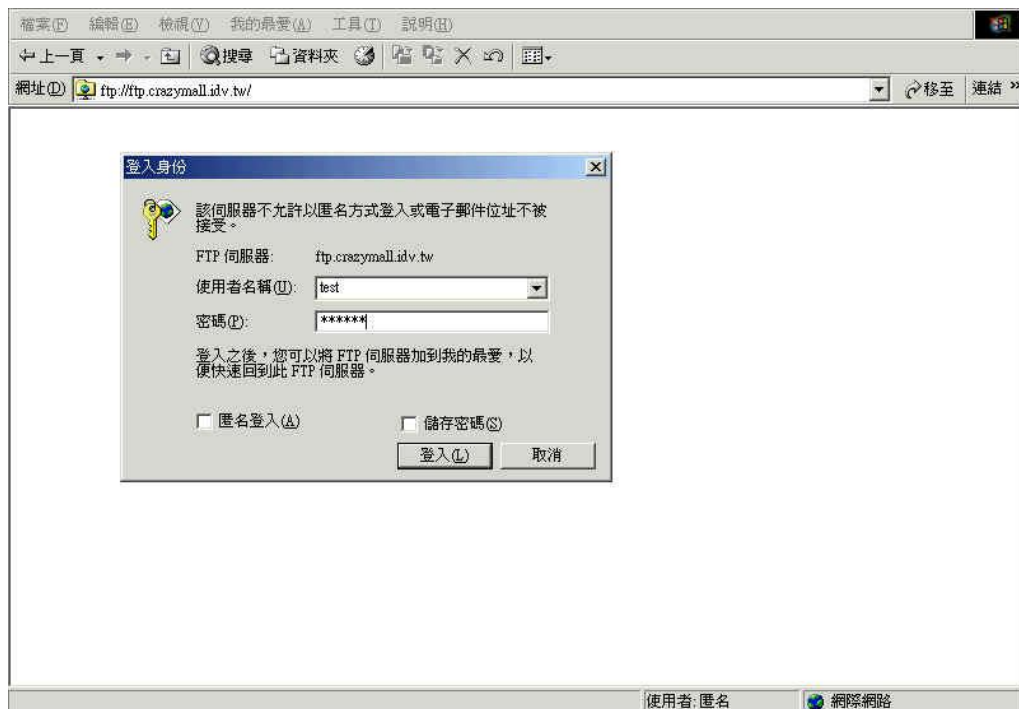 檔案(F) 編輯(E) 檢視(V) 我的最愛(A) 工具(T) 說明(H)
上一頁 搜尋 資料夾
網址(D) ftp://ftp.crazymall.idv.tw/ 移至 連結 »
登入身份
該伺服器不允許以匿名方式登入或電子郵件位址不被
接受。
FTP 伺服器: ftp.crazymall.idv.tw
使用者名稱(U): test
密碼(P): ******
登入之後，您可以將 FTP 伺服器加到我的最愛，以
便快速回到此 FTP 伺服器。
匿名登入(A) 儲存密碼(S)
登入(L) 取消
使用者: 匿名 網際網路